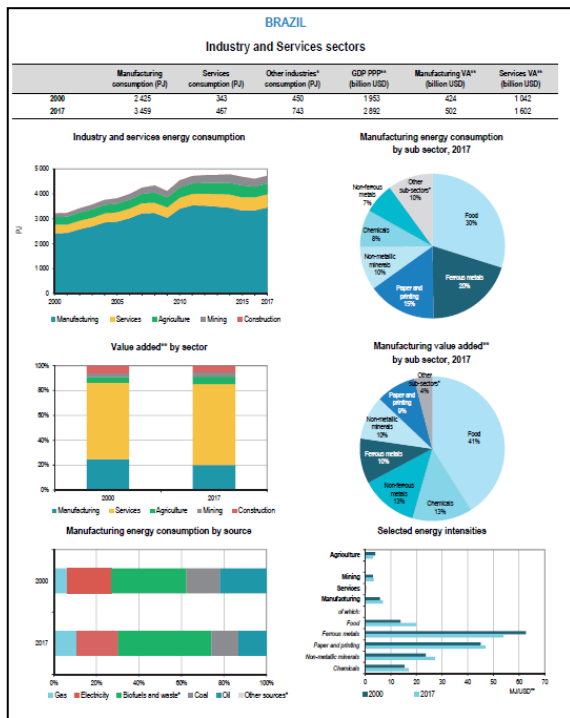 BRAZIL
Industry and Services sectors
Manufacturing consumption (PJ) Services consumption (PJ) Other industries* consumption (PJ) GDP PPP** (billion USD) Manufacturing VA** (billion USD) Services VA** (billion USD)
2000 2 425 343 450 1 953 424 1 042
2017 3 459 467 743 2 892 502 1 602
Industry and services energy consumption
5 000
4 000
3 000
2 000
1 000
0
PJ
2000 2005 2010 2015 2017
Manufacturing Services Agriculture Mining Construction
Manufacturing energy consumption
by sub sector, 2017
Other
sub-sectors*
10%
Non-ferrous
metals
7%
Chemicals
8%
Non-metallic
minerals
10%
Paper and
printing
15%
Ferrous metals
20%
Food
30%
Value added** by sector
100%
80%
60%
40%
20%
0%
2000 2017
Manufacturing Services Agriculture Mining Construction
Manufacturing value added**
by sub sector, 2017
Other
sub-sectors*
4%
Paper and
printing
9%
Non-metallic
minerals
10%
Ferrous metals
10%
Non-ferrous
metals
13%
Chemicals
13%
Food
41%
Manufacturing energy consumption by source
2000
2017
0% 20% 40% 60% 80% 100%
Gas Electricity Biofuels and waste* Coal Oil Other sources*
Selected energy intensities
Agriculture
Mining
Services
Manufacturing
of which:
Food
Ferrous metals
Paper and printing
Non-metallic minerals
Chemicals
0 10 20 30 40 50 60 70
MJ/USD**
2000 2017